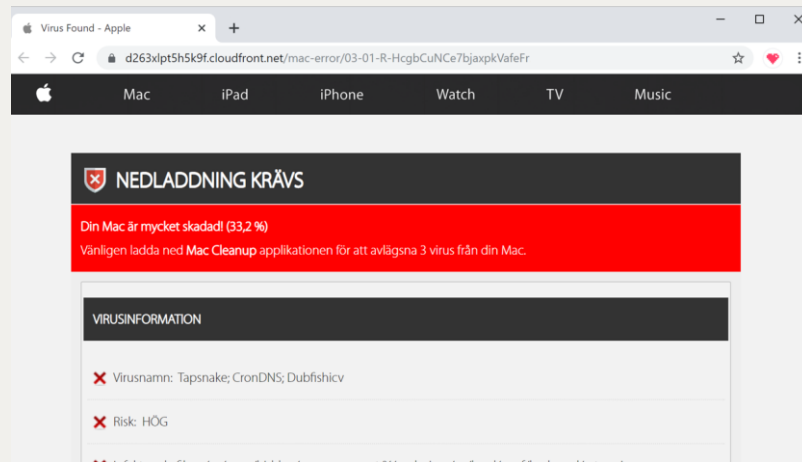 Virus Found - Apple
d263xlpt5h5k9f.cloudfront.net/mac-error/03-01-R-HcgbCuNCe7bjaxpkVafeFr
Mac iPad iPhone Watch TV Music
NEDLADDNING KRÄVS
Din Mac är mycket skadad! (33,2 %)
Vänligen ladda ned Mac Cleanup applikationen för att avlägsna 3 virus från din Mac.
VIRUSINFORMATION
Virusnamn: Tapsnake; CronDNS; Dubfishicv
Risk: HÖG